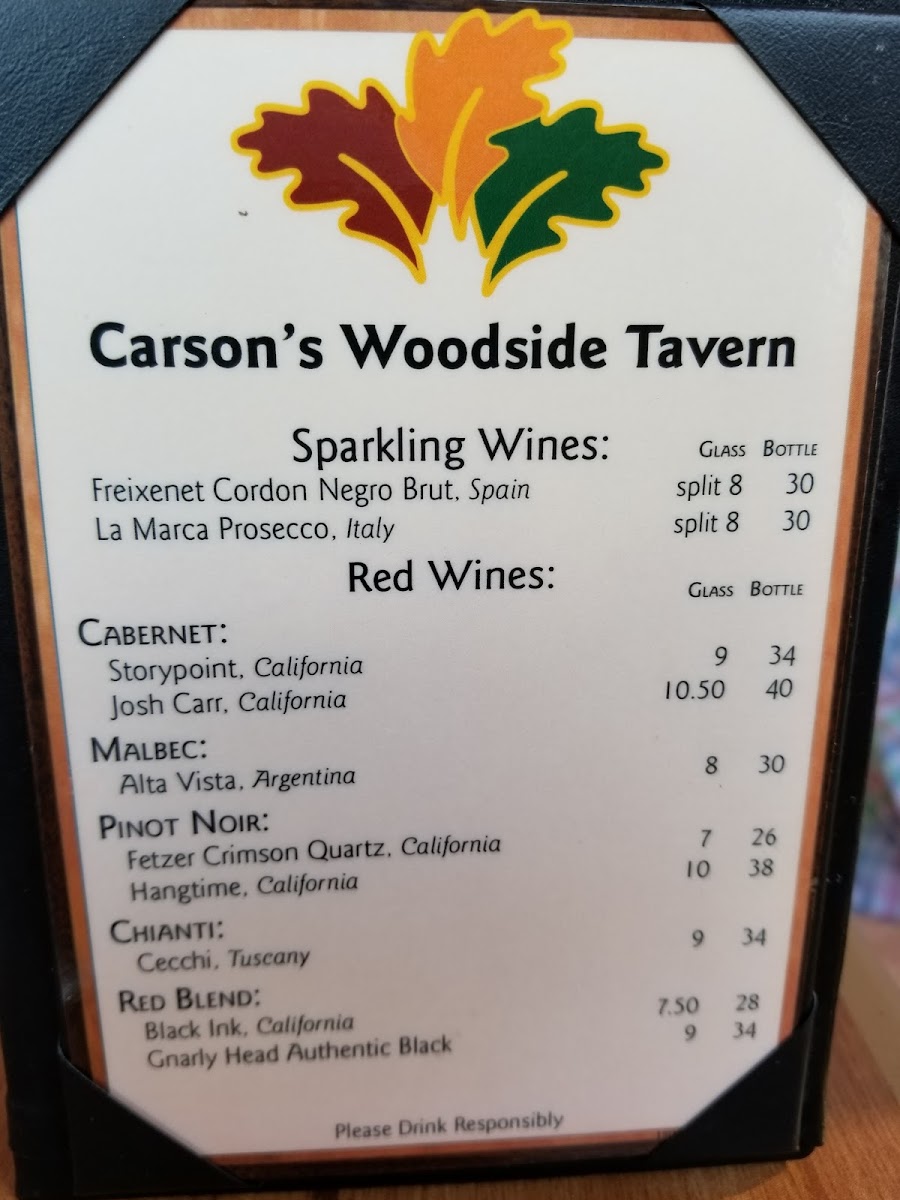 Carson's Woodside Tavern
Sparkling Wines: Glass Bottle
Freixenet Cordon Negro Brut, Spain split 8 30
La Marca Prosecco, Italy split 8 30
Red Wines: Glass Bottle
Cabernet:
Storypoint, California 9 34
Josh Carr, California 10.50 40
Malbec:
Alta Vista, Argentina 8 30
Pinot Noir:
Fetzer Crimson Quartz, California 7 26
Hangtime, California 10 38
Chianti:
Cecchi, Tuscany 9 34
Red Blend:
Black Ink, California 7.50 28
Gnarly Head Authentic Black 9 34
Please Drink Responsibly